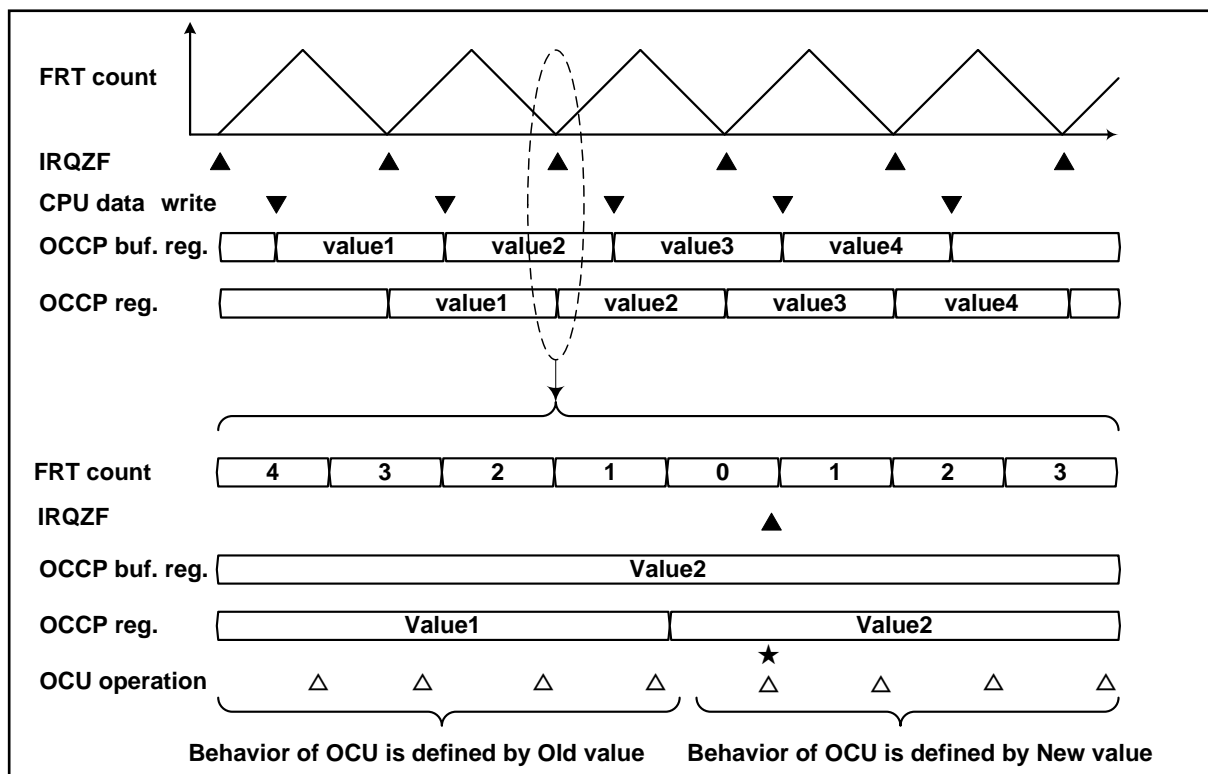 FRT count
IRQZF
CPU data write
OCCP buf. reg.
value1 value2 value3 value4
OCCP reg.
value1 value2 value3 value4
FRT count
4 3 2 1 0 1 2 3
IRQZF
OCCP buf. reg.
Value2
OCCP reg.
Value1 Value2
OCU operation
Behavior of OCU is defined by Old value
Behavior of OCU is defined by New value